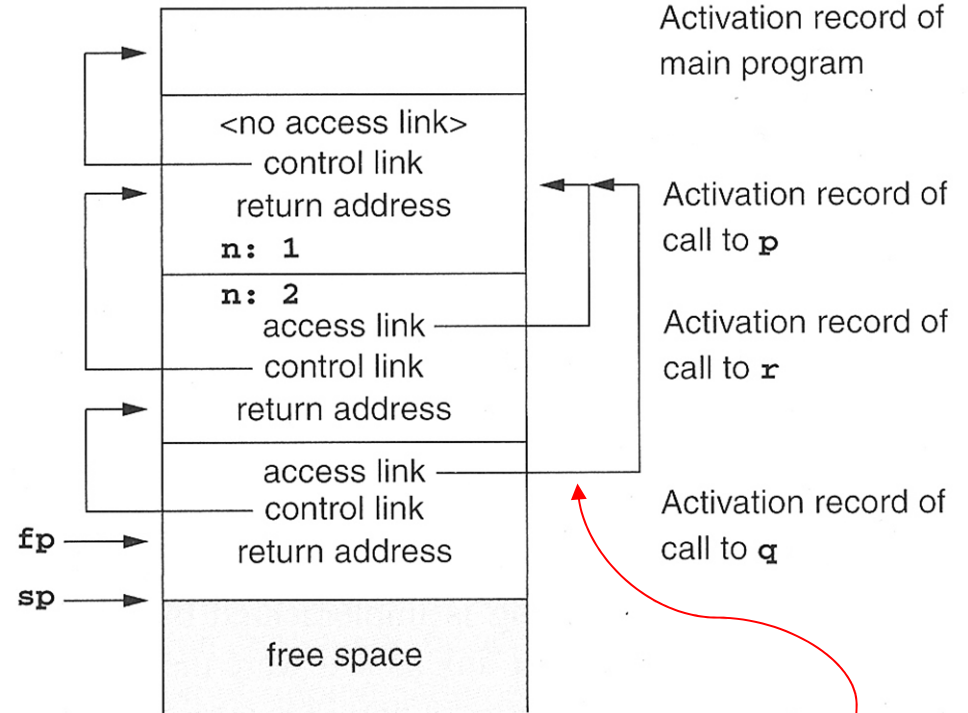 Activation record of
main program
<no access link>
control link
return address
n: 1
Activation record of
call to p
n: 2
access link
control link
return address
Activation record of
call to r
access link
control link
return address
Activation record of
call to q
fp
sp
free space